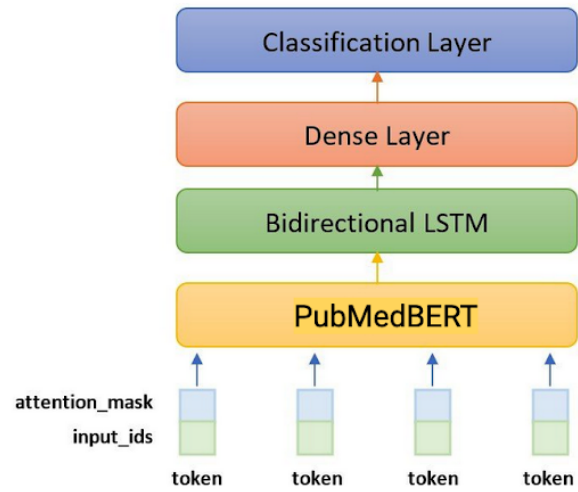 Classification Layer
Dense Layer
Bidirectional LSTM
PubMedBERT
attention_mask
input_ids
token token token token